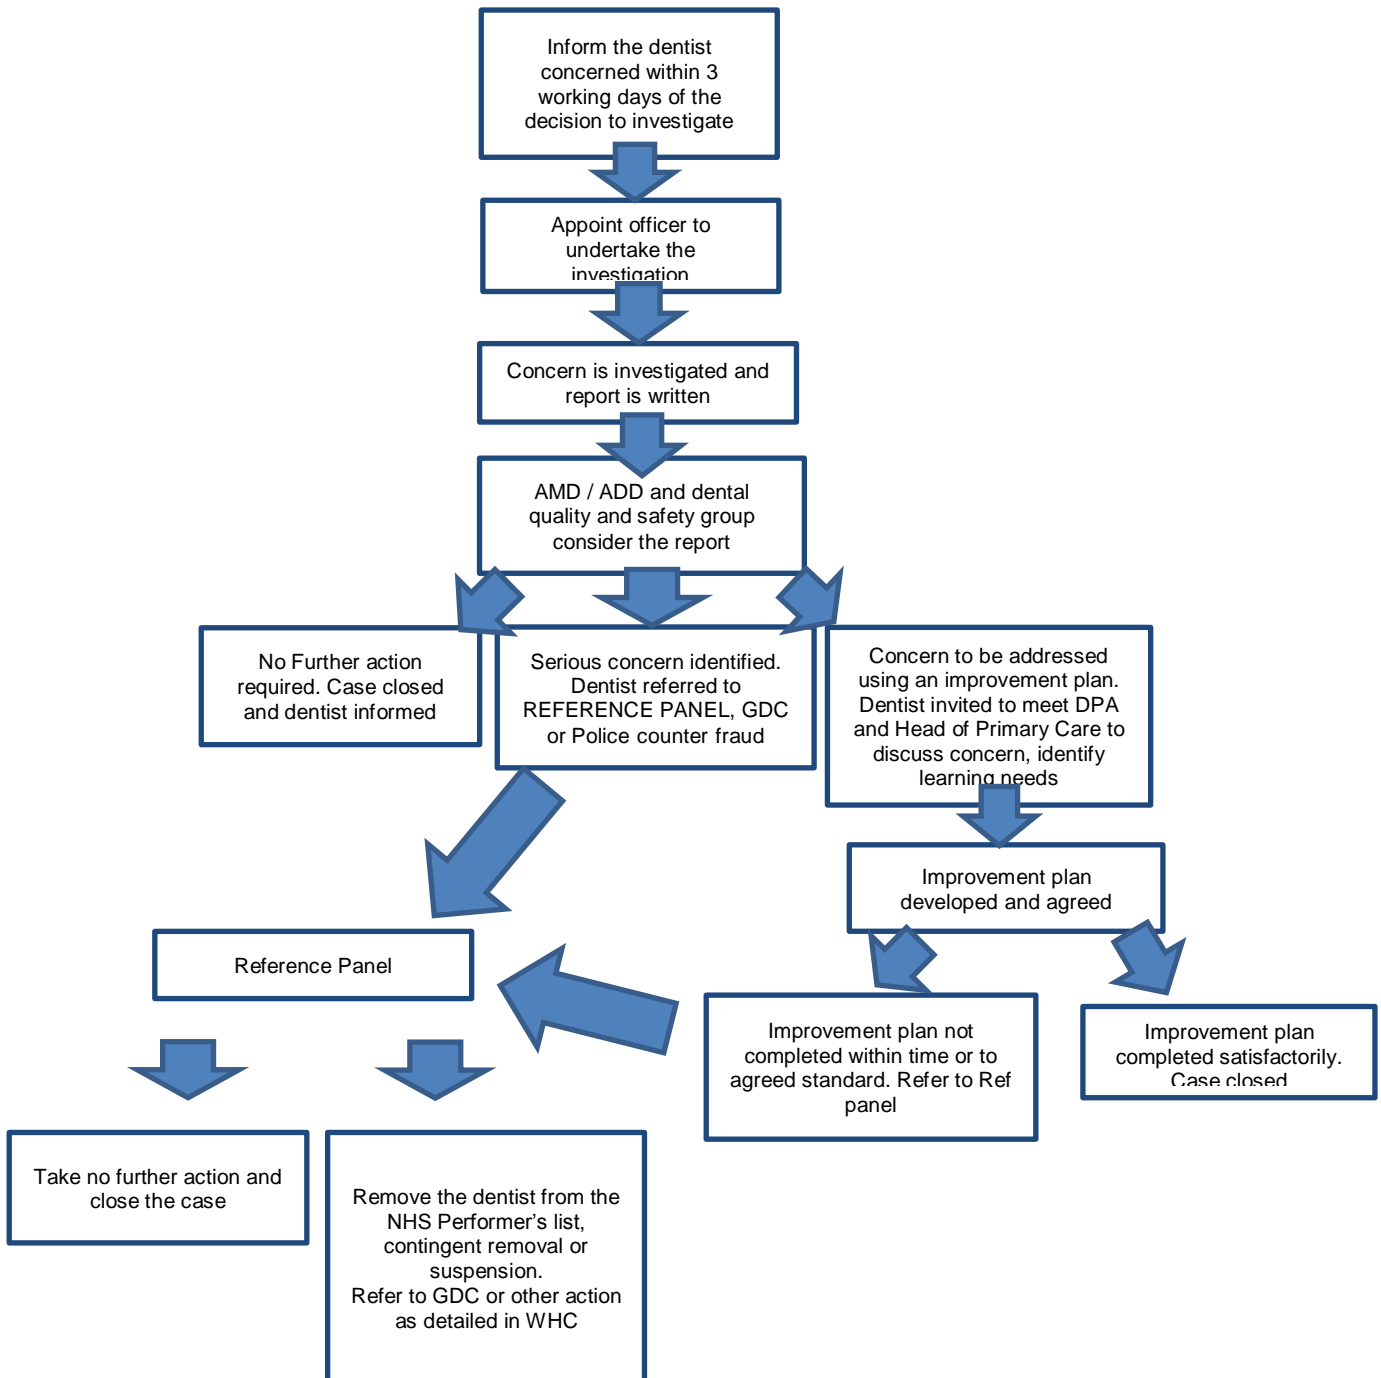 Inform the dentist
concerned within 3
working days of the
decision to investigate
Appoint officer to
undertake the
investigation
Concern is investigated and
report is written
AMD / ADD and dental
quality and safety group
consider the report
No Further action
required. Case closed
and dentist informed
Serious concern identified.
Dentist referred to
REFERENCE PANEL, GDC
or Police counter fraud
Concern to be addressed
using an improvement plan.
Dentist invited to meet DPA
and Head of Primary Care to
discuss concern, identify
learning needs
Improvement plan
developed and agreed
Reference Panel
Improvement plan not
completed within time or to
agreed standard. Refer to Ref
panel
Improvement plan
completed satisfactorily.
Case closed
Take no further action and
close the case
Remove the dentist from the
NHS Performer’s list,
contingent removal or
suspension.
Refer to GDC or other action
as detailed in WHC